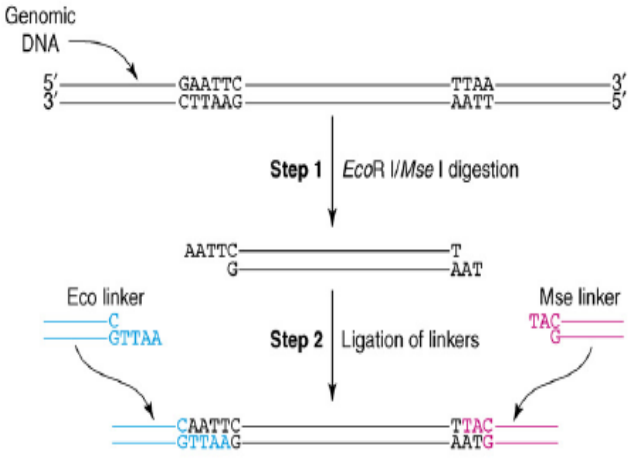 Genomic
DNA
5′ GAATTC TTAA 3′
3′ CTTAAG AATT 5′
Step 1 EcoR I/Mse I digestion
AATTC T
G AAT
Eco linker
C
GTTAA
Mse linker
TAC
G
Step 2 Ligation of linkers
CAATTC TTAC
GTTAAG AATG